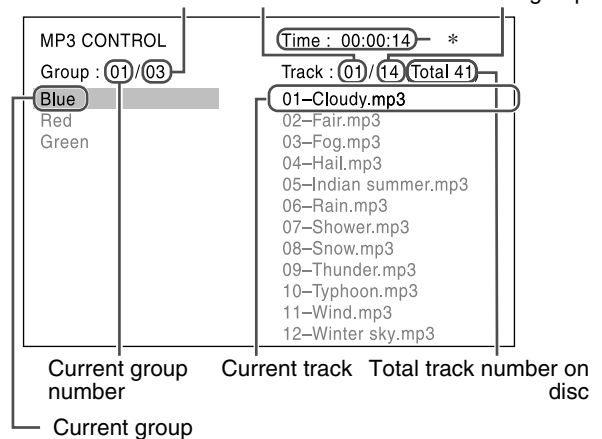 MP3 CONTROL
Time : 00:00:14 *
Group : 01/03
Track : 01/14 Total 41
Blue
Red
Green
01–Cloudy.mp3
02–Fair.mp3
03–Fog.mp3
04–Hail.mp3
05–Indian summer.mp3
06–Rain.mp3
07–Shower.mp3
08–Snow.mp3
09–Thunder.mp3
10–Typhoon.mp3
11–Wind.mp3
12–Winter sky.mp3
Current group
number
Current track
Total track number on
disc
Current group